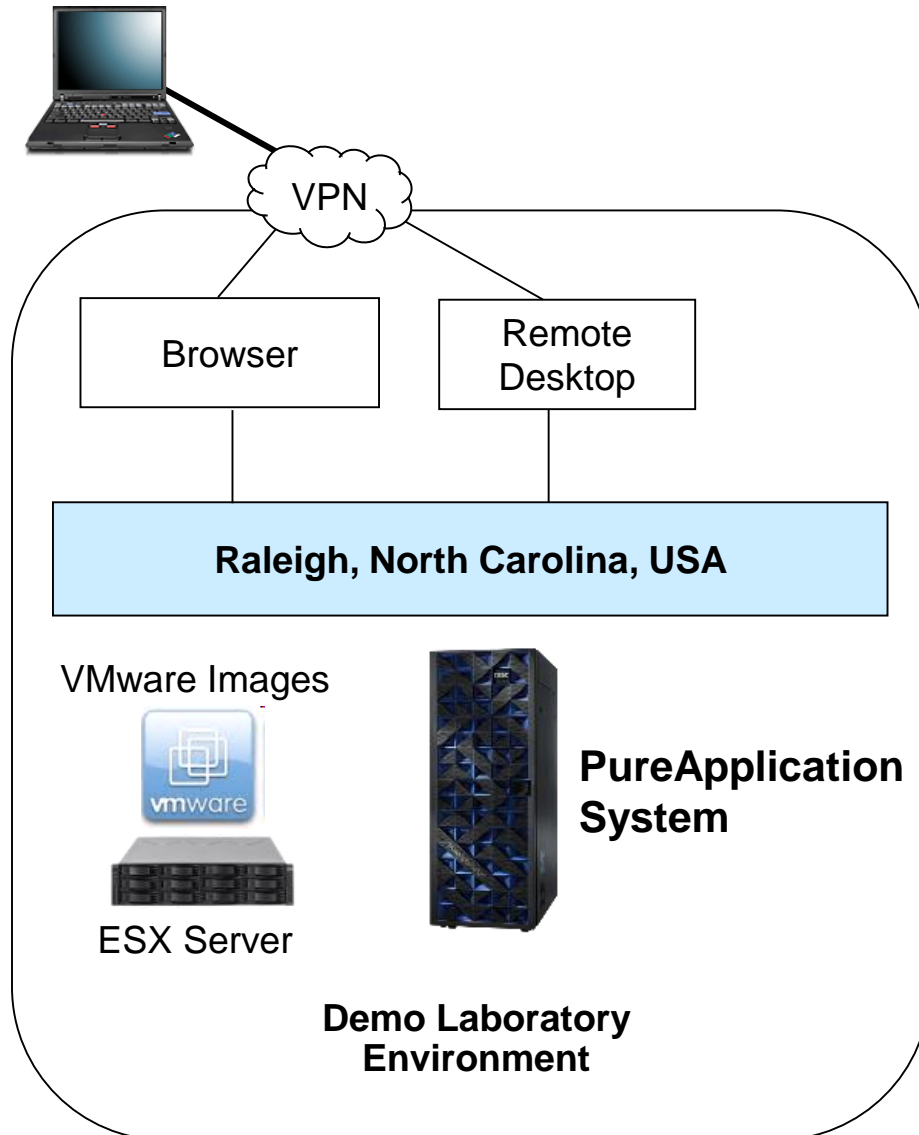 VPN
Browser
Remote
Desktop
Raleigh, North Carolina, USA
VMware Images
vmware
ESX Server
PureApplication
System
Demo Laboratory
Environment